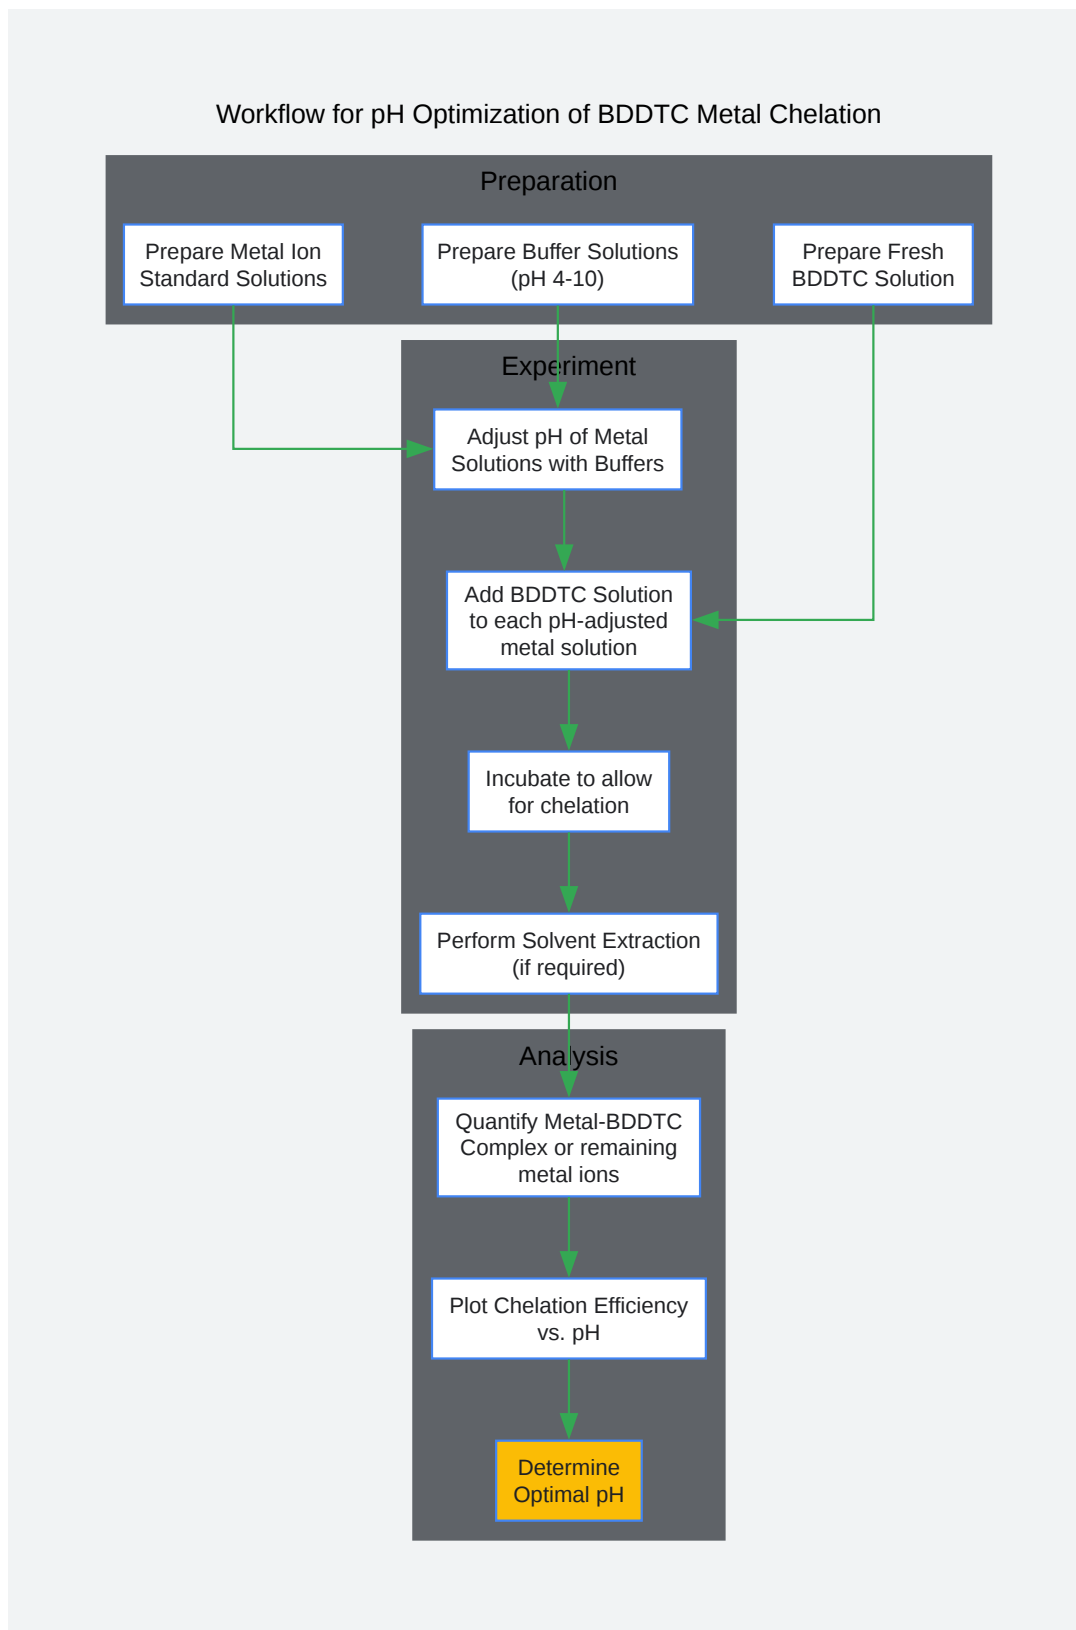 Workflow for pH Optimization of BDDTC Metal Chelation
Preparation
Prepare Metal Ion
Standard Solutions
Prepare Buffer Solutions
(pH 4-10)
Prepare Fresh
BDDTC Solution
Experiment
Adjust pH of Metal
Solutions with Buffers
Add BDDTC Solution
to each pH-adjusted
metal solution
Incubate to allow
for chelation
Perform Solvent Extraction
(if required)
Analysis
Quantify Metal-BDDTC
Complex or remaining
metal ions
Plot Chelation Efficiency
vs. pH
Determine
Optimal pH